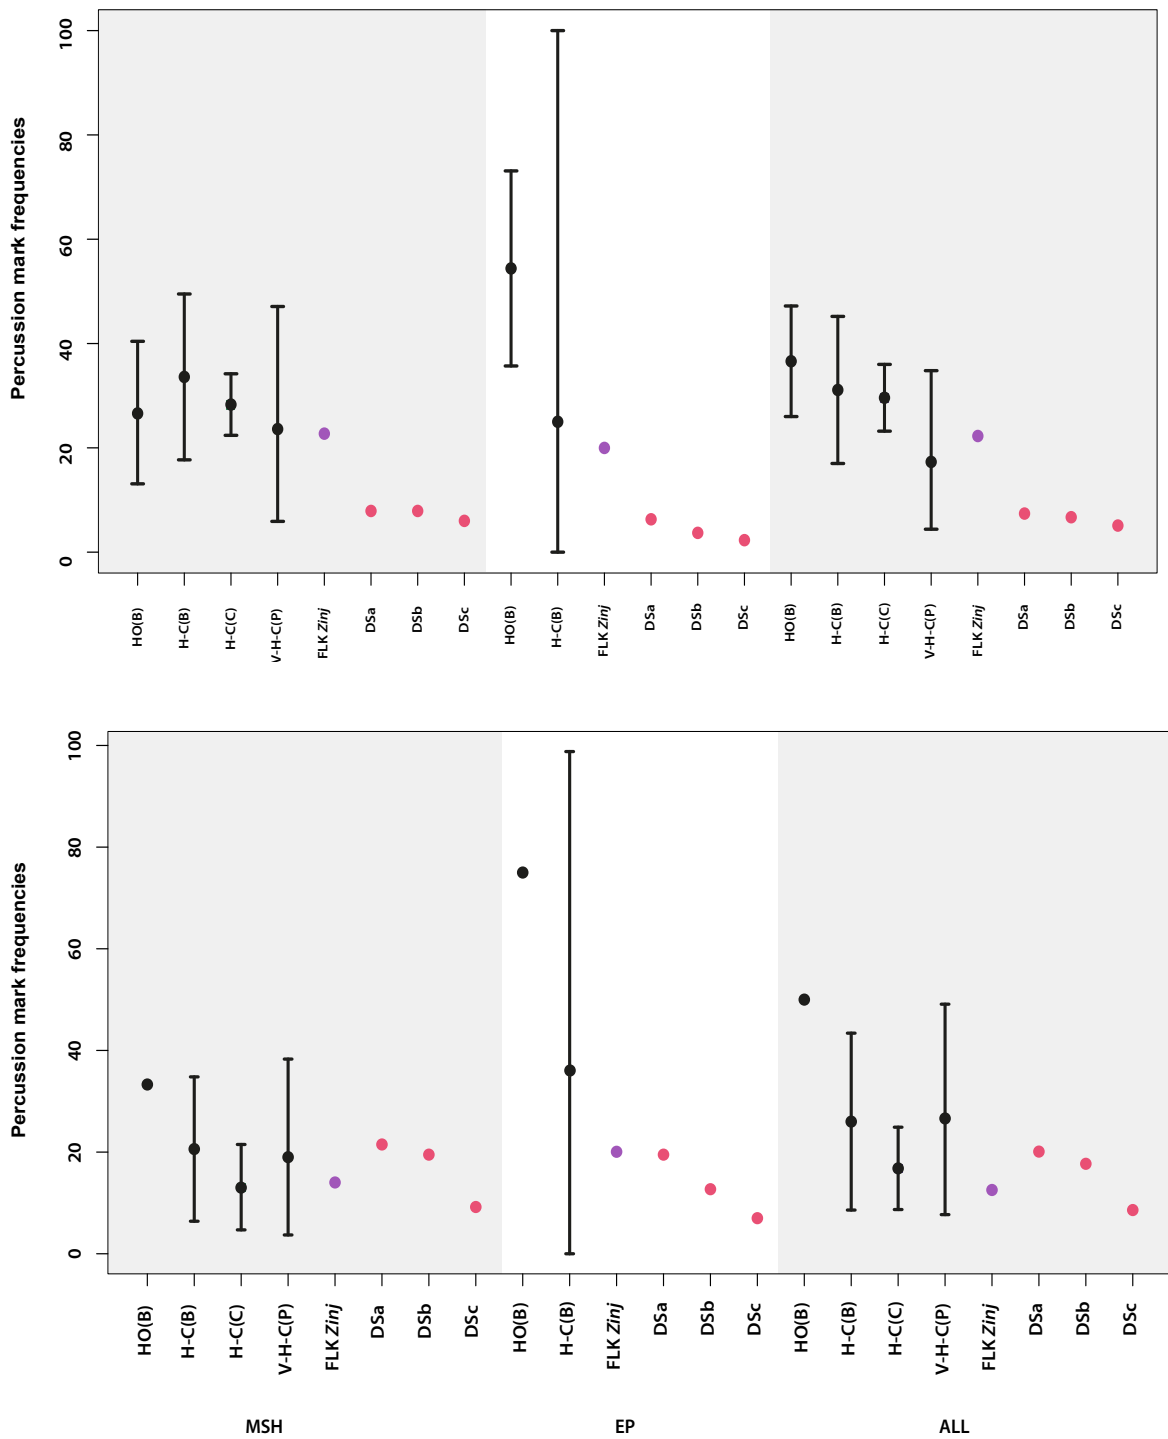 Percussion mark frequencies
100
80
60
40
20
0
HO(B)
H-C(B)
H-C(C)
V-H-C(P)
FLK Zinj
DSa
DSb
DSc
HO(B)
H-C(B)
FLK Zinj
DSa
DSb
DSc
HO(B)
H-C(B)
H-C(C)
V-H-C(P)
FLK Zinj
DSa
DSb
DSc
Percussion mark frequencies
100
80
60
40
20
0
HO(B)
H-C(B)
H-C(C)
V-H-C(P)
FLK Zinj
DSa
DSb
DSc
HO(B)
H-C(B)
FLK Zinj
DSa
DSb
DSc
HO(B)
H-C(B)
H-C(C)
V-H-C(P)
FLK Zinj
DSa
DSb
DSc
MSH EP ALL